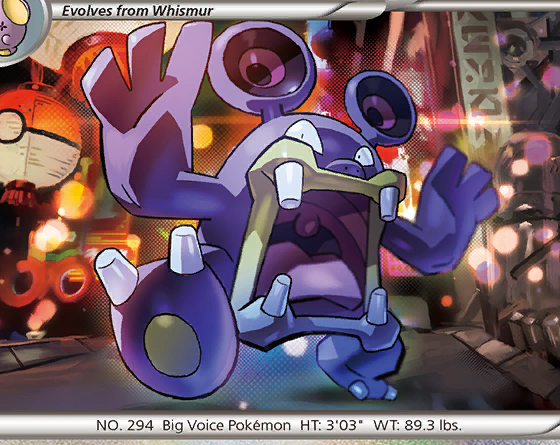 Evolves from Whismur
NO. 294 Big Voice Pokémon HT: 3'03" WT: 89.3 lbs.